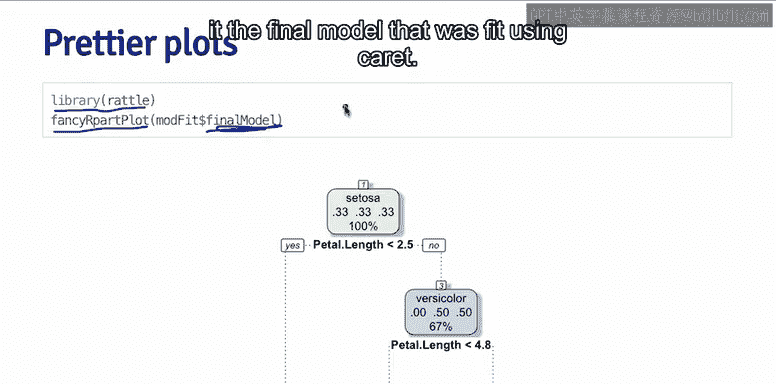 it the final model that was fit using
caret.
Prettier plots
library(rattle)
fancyRpartPlot(modFit$finalModel)
1
setosa
.33 .33 .33
100%
yes Petal.Length < 2.5 no
3
versicolor
.00 .50 .50
67%
Petal.Length < 4.8